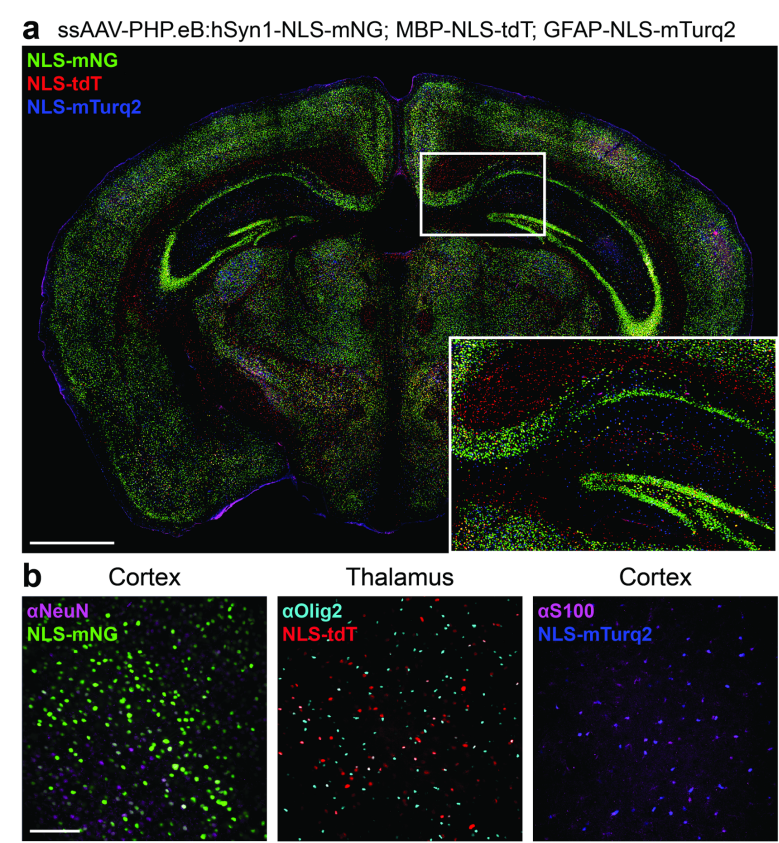 a ssAAV-PHP.eB:hSyn1-NLS-mNG; MBP-NLS-tdT; GFAP-NLS-mTurq2
NLS-mNG
NLS-tdT
NLS-mTurq2
b Cortex Thalamus Cortex
αNeuN αOlig2 αS100
NLS-mNG NLS-tdT NLS-mTurq2